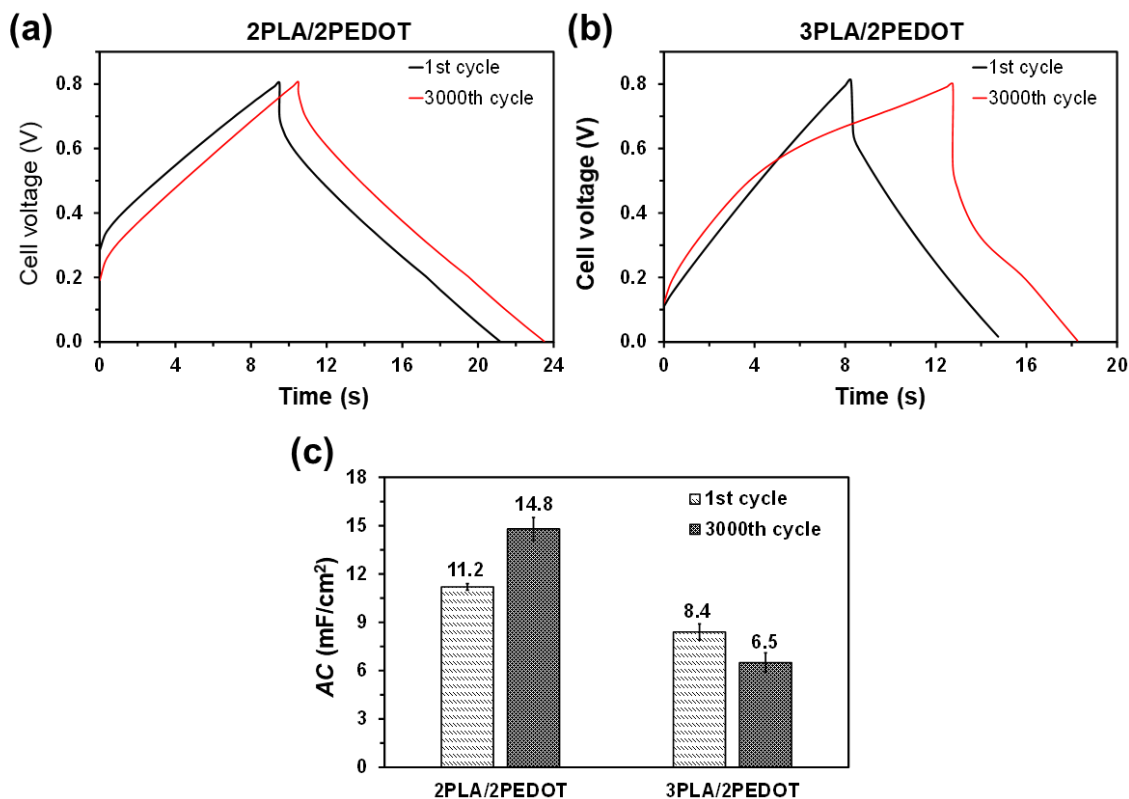 (a)
2PLA/2PEDOT
1st cycle
3000th cycle
Cell voltage (V)
0.8
0.6
0.4
0.2
0.0
0 4 8 12 16 20 24
Time (s)
(b)
3PLA/2PEDOT
1st cycle
3000th cycle
Cell voltage (V)
0.8
0.6
0.4
0.2
0.0
0 4 8 12 16 20
Time (s)
(c)
1st cycle
3000th cycle
AC (mF/cm²)
18
15
12
9
6
3
0
11.2
14.8
8.4
6.5
2PLA/2PEDOT 3PLA/2PEDOT